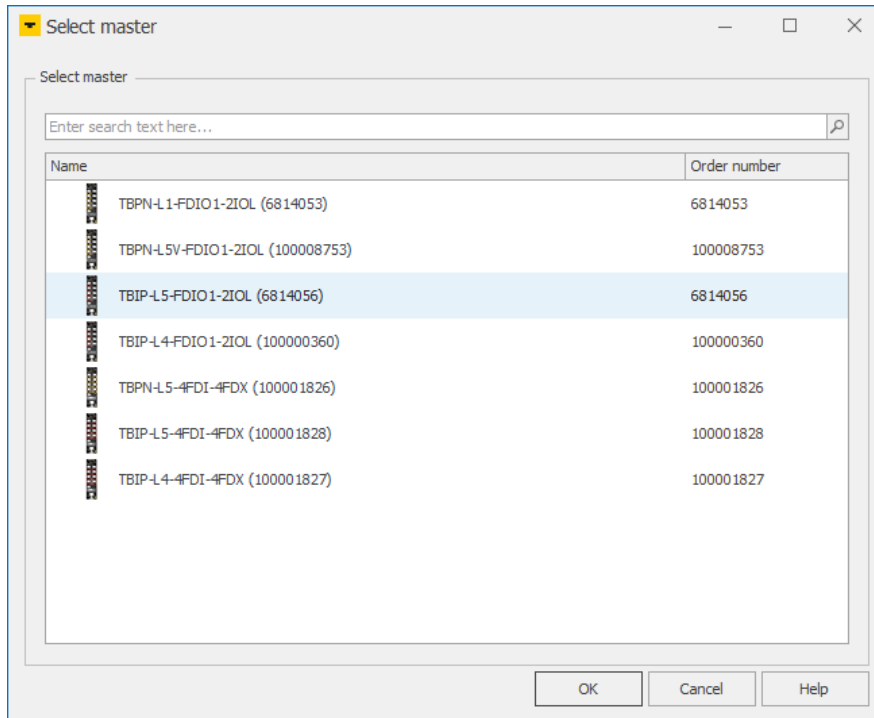 Select master
Select master
Enter search text here...
Name Order number
TBPN-L1-FDIO1-2IOL (6814053) 6814053
TBPN-L5V-FDIO1-2IOL (100008753) 100008753
TBIP-L5-FDIO1-2IOL (6814056) 6814056
TBIP-L4-FDIO1-2IOL (100000360) 100000360
TBPN-L5-4FDI-4FDX (100001826) 100001826
TBIP-L5-4FDI-4FDX (100001828) 100001828
TBIP-L4-4FDI-4FDX (100001827) 100001827
OK Cancel Help